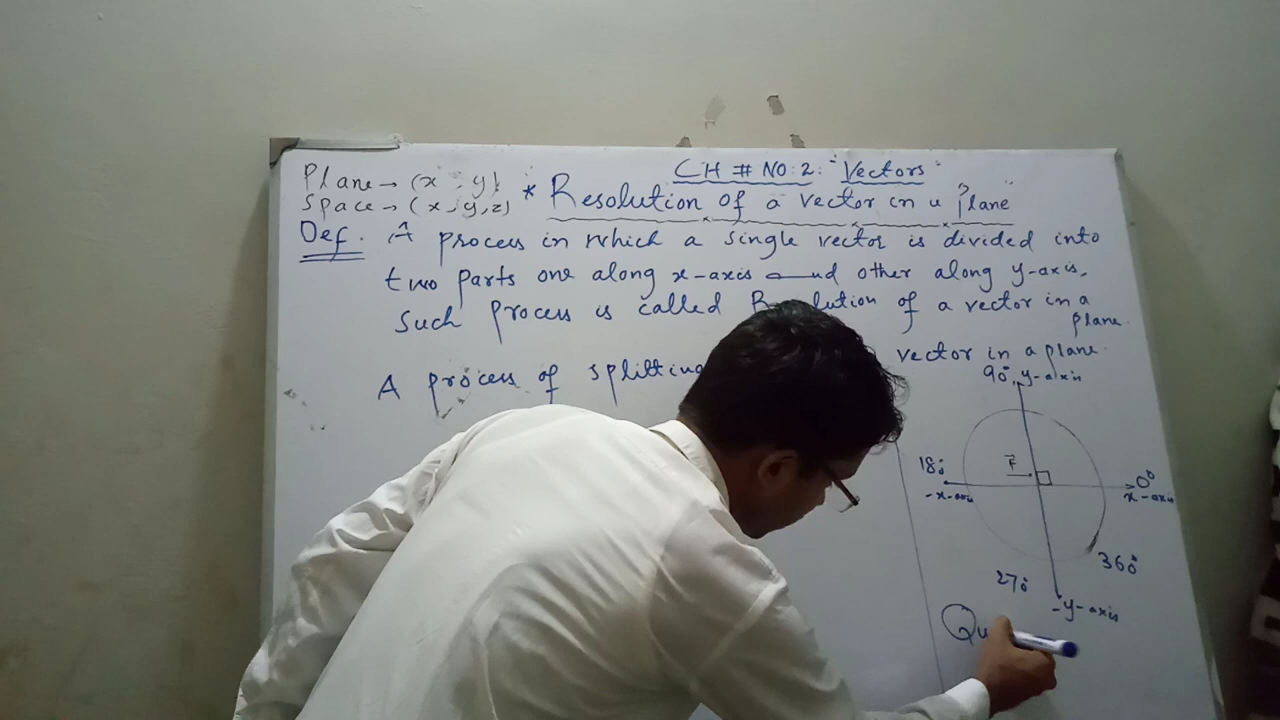 CH # NO: 2: "Vectors"
Plane → (x, y)
Space → (x, y, z)
* Resolution of a vector in a "Plane"
Def. A process in which a single vector is divided into
two parts one along x-axis and other along y-axis.
Such process is called Resolution of a vector in a
plane.
A process of splitting
vector in a plane.
90° y-axis
180°
-x-axis
F
0°
x-axis
360°
270°
-y-axis
Qu